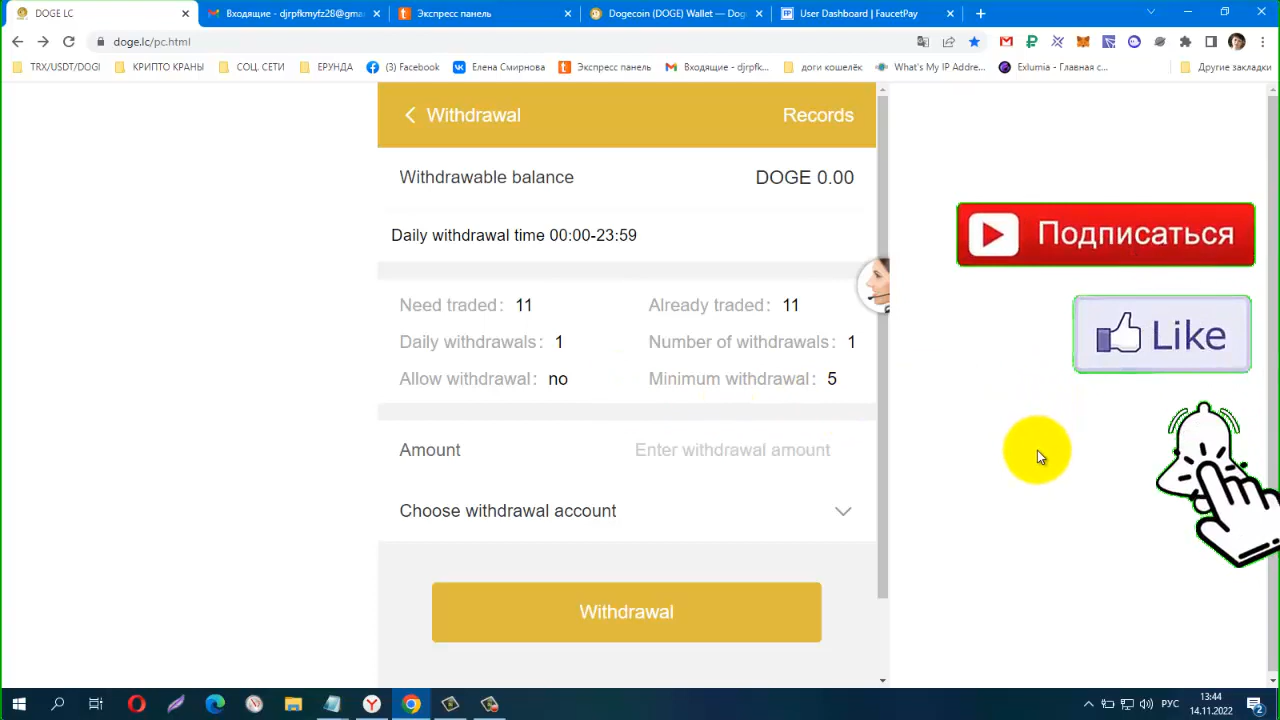 DOGE LC
Входящие - djrpfkmyfz28@gma
Экспресс панель
Dogecoin (DOGE) Wallet — Dog
User Dashboard | FaucetPay
doge.lc/pc.html
TRX/USDT/DOGI
КРИПТО КРАНЫ
СОЦ. СЕТИ
ЕРУНДА
(3) Facebook
Елена Смирнова
Экспресс панель
Входящие - djrpfk...
доги кошелёк
What's My IP Addre...
Exlumia - Главная с...
Другие закладки
Withdrawal
Records
Withdrawable balance
DOGE 0.00
Daily withdrawal time 00:00-23:59
Need traded: 11
Already traded: 11
Daily withdrawals: 1
Number of withdrawals: 1
Allow withdrawal: no
Minimum withdrawal: 5
Amount
Enter withdrawal amount
Choose withdrawal account
Withdrawal
Подписаться
Like
РУС
13:44
14.11.2022
2